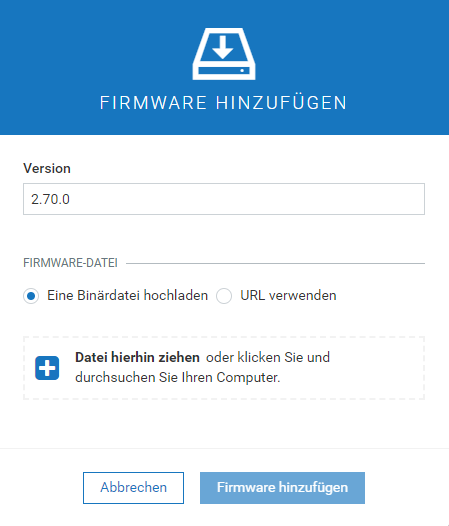 FIRMWARE HINZUFÜGEN
Version
2.70.0
FIRMWARE-DATEI
Eine Binärdatei hochladen URL verwenden
Datei hierhin ziehen oder klicken Sie und
durchsuchen Sie Ihren Computer.
Abbrechen Firmware hinzufügen